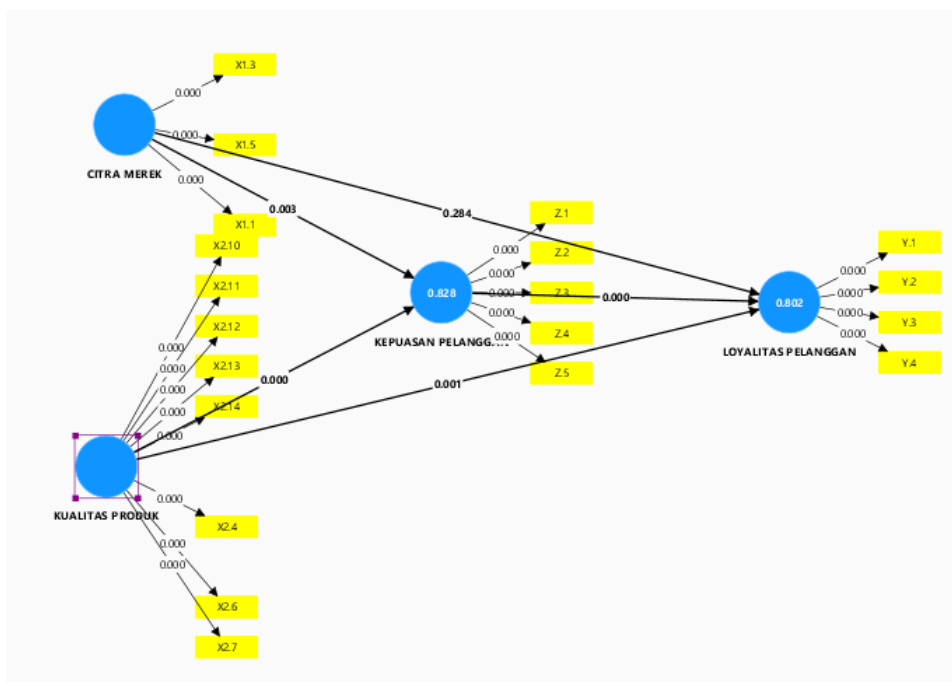 X1.3
0.000
0.000
X1.5
CITRA MEREK
0.000
X1.1
0.003
0.284
X2.10
X2.11
X2.12
X2.13
X2.14
0.000
0.000
0.000
0.000
0.000
0.000
KUALITAS PRODUK
0.000
X2.4
0.000
0.000
X2.6
X2.7
0.828
KEPUASAN PELANGGAN
Z.1
0.000
Z.2
0.000
Z.3
0.000
0.000
0.000
Z.4
0.000
Z.5
0.001
0.802
LOYALITAS PELANGGAN
Y.1
0.000
Y.2
0.000
Y.3
0.000
0.000
Y.4